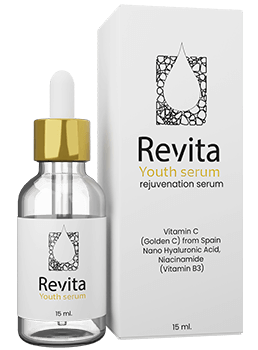 Revita
Youth serum
rejuvenation serum
Vitamin C
(Golden C) from Spain
Nano Hyaluronic Acid,
Niacinamide
(Vitamin B3)
15 ml.
Revita
Youth serum
15 ml.